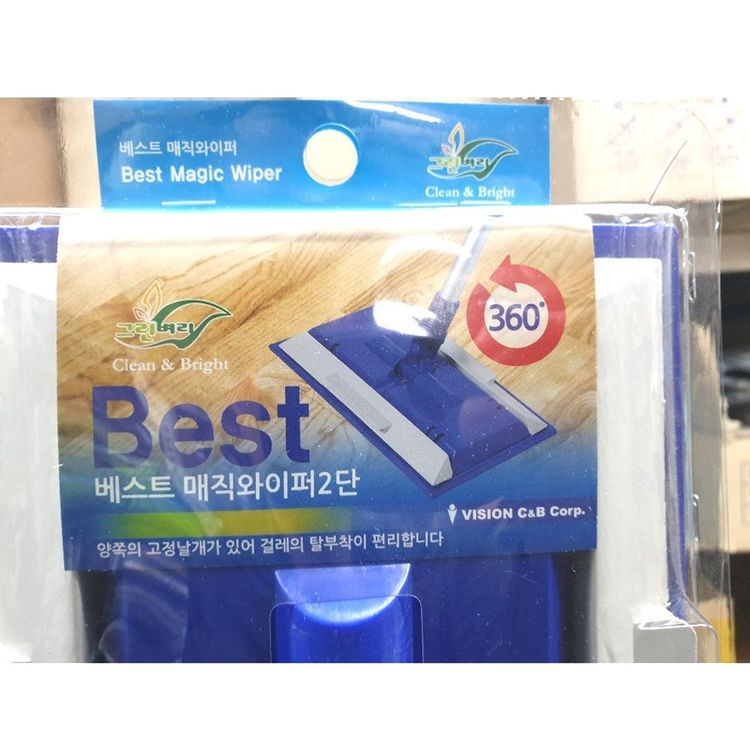 베스트 매직와이퍼
Best Magic Wiper
그린벼리
Clean & Bright
그린벼리
Clean & Bright
360°
Best
베스트 매직와이퍼2단
VISION C&B Corp.
양쪽의 고정날개가 있어 걸레의 탈부착이 편리합니다